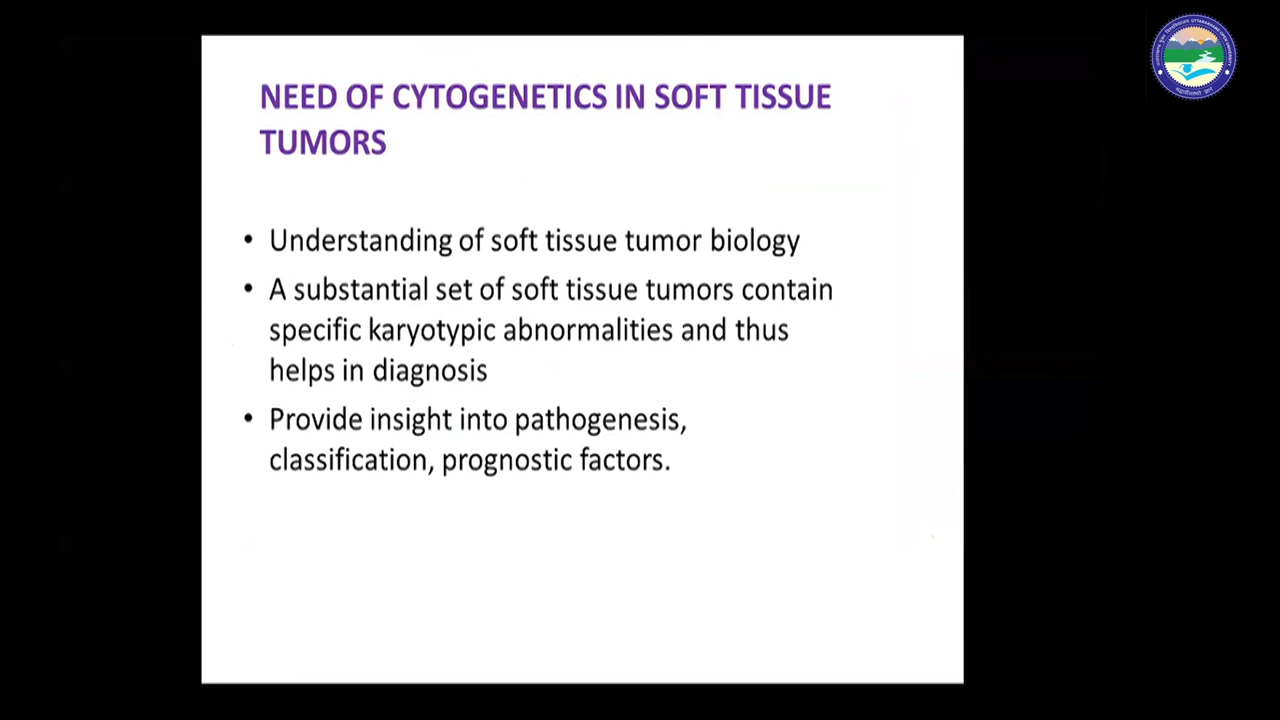 NEED OF CYTOGENETICS IN SOFT TISSUE
TUMORS
• Understanding of soft tissue tumor biology
• A substantial set of soft tissue tumors contain
specific karyotypic abnormalities and thus
helps in diagnosis
• Provide insight into pathogenesis,
classification, prognostic factors.